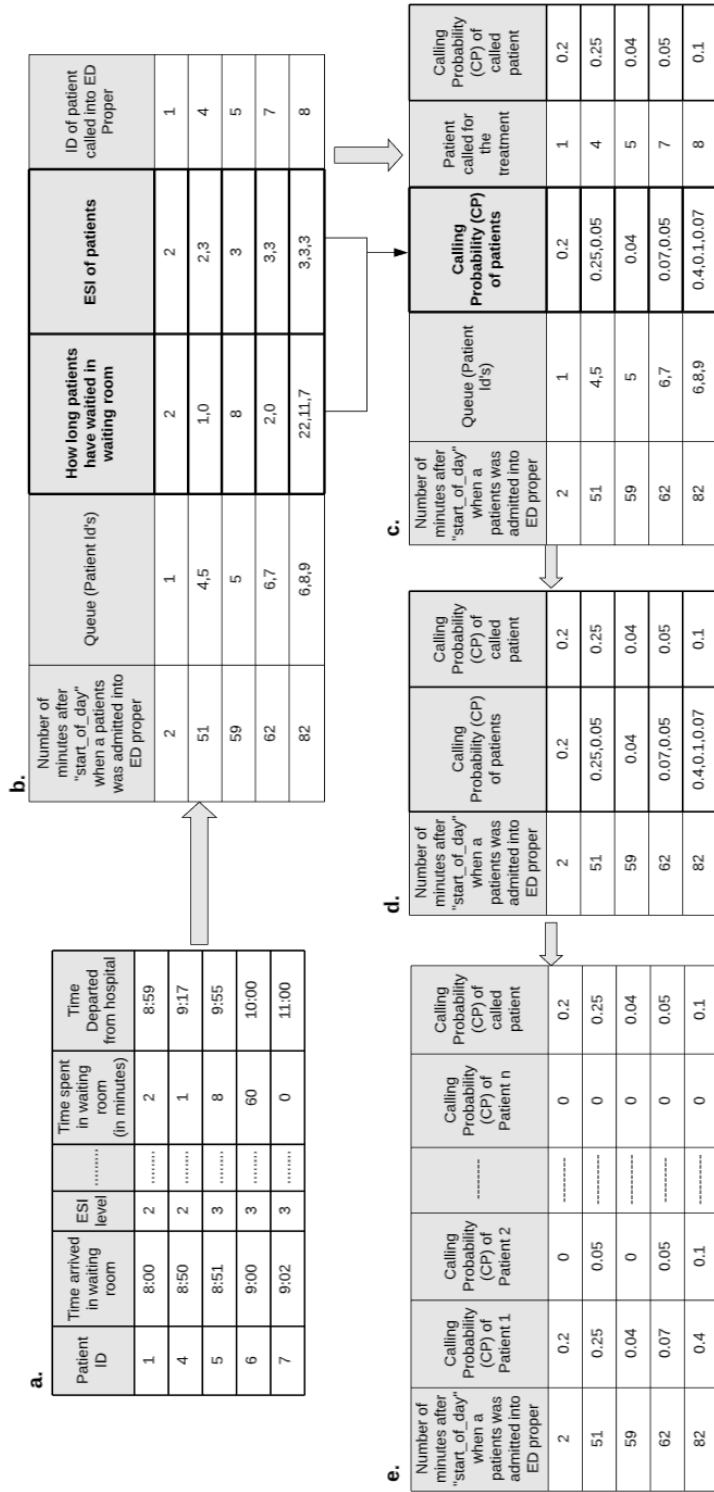 a.
Patient ID | Time arrived in waiting room | ESI level | ........ | Time spent in waiting room (in minutes) | Time Departed from hospital
1 | 8:00 | 2 | ........ | 2 | 8:59
4 | 8:50 | 2 | ........ | 1 | 9:17
5 | 8:51 | 3 | ........ | 8 | 9:55
6 | 9:00 | 3 | ........ | 60 | 10:00
7 | 9:02 | 3 | ........ | 0 | 11:00
b.
Number of minutes after "start_of_day" when a patients was admitted into ED proper | Queue (Patient Id's) | How long patients have waitied in waiting room | ESI of patients | ID of patient called into ED Proper
2 | 1 | 2 | 2 | 1
51 | 4,5 | 1,0 | 2,3 | 4
59 | 5 | 8 | 3 | 5
62 | 6,7 | 2,0 | 3,3 | 7
82 | 6,8,9 | 22,11,7 | 3,3,3 | 8
c.
Number of minutes after "start_of_day" when a patients was admitted into ED proper | Queue (Patient Id's) | Calling Probability (CP) of patients | Patient called for the treatment | Calling Probability (CP) of called patient
2 | 1 | 0.2 | 1 | 0.2
51 | 4,5 | 0.25,0.05 | 4 | 0.25
59 | 5 | 0.04 | 5 | 0.04
62 | 6,7 | 0.07,0.05 | 7 | 0.05
82 | 6,8,9 | 0.4,0.1,0.07 | 8 | 0.1
d.
Number of minutes after "start_of_day" when a patients was admitted into ED proper | Calling Probability (CP) of patients | Calling Probability (CP) of called patient
2 | 0.2 | 0.2
51 | 0.25,0.05 | 0.25
59 | 0.04 | 0.04
62 | 0.07,0.05 | 0.05
82 | 0.4,0.1,0.07 | 0.1
e.
Number of minutes after "start_of_day" when a patients was admitted into ED proper | Calling Probability (CP) of Patient 1 | Calling Probability (CP) of Patient 2 | ---------- | Calling Probability (CP) of Patient n | Calling Probability (CP) of called patient
2 | 0.2 | 0 | ---------- | 0 | 0.2
51 | 0.25 | 0.05 | ---------- | 0 | 0.25
59 | 0.04 | 0 | ---------- | 0 | 0.04
62 | 0.07 | 0.05 | ---------- | 0 | 0.05
82 | 0.4 | 0.1 | ---------- | 0 | 0.1